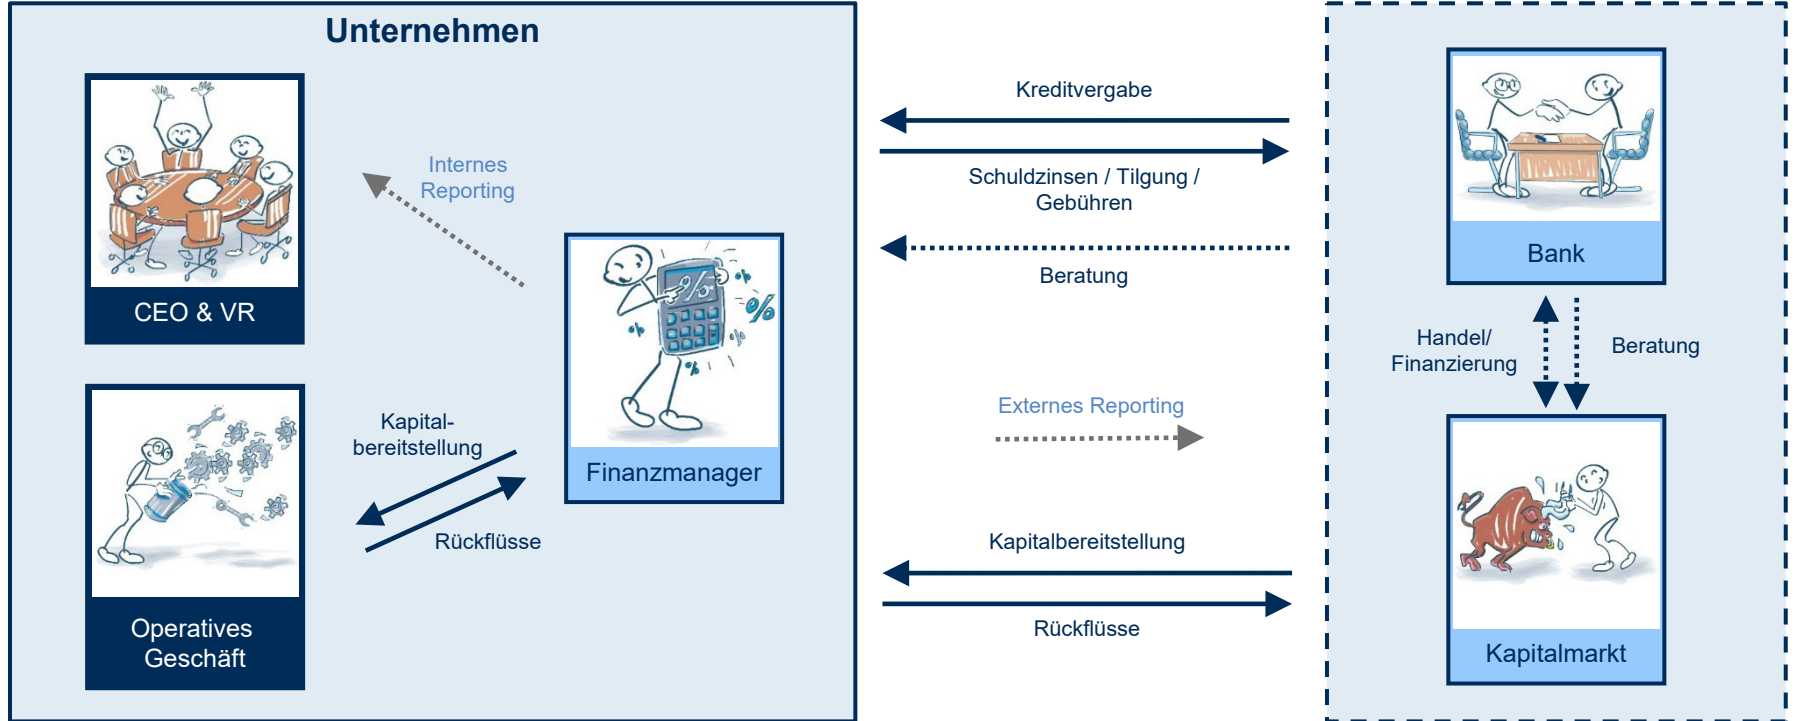 Unternehmen
CEO & VR
Internes
Reporting
Finanzmanager
Kapital-
bereitstellung
Rückflüsse
Operatives
Geschäft
Kreditvergabe
Schuldzinsen / Tilgung /
Gebühren
Beratung
Externes Reporting
Kapitalbereitstellung
Rückflüsse
Bank
Handel/
Finanzierung
Beratung
Kapitalmarkt